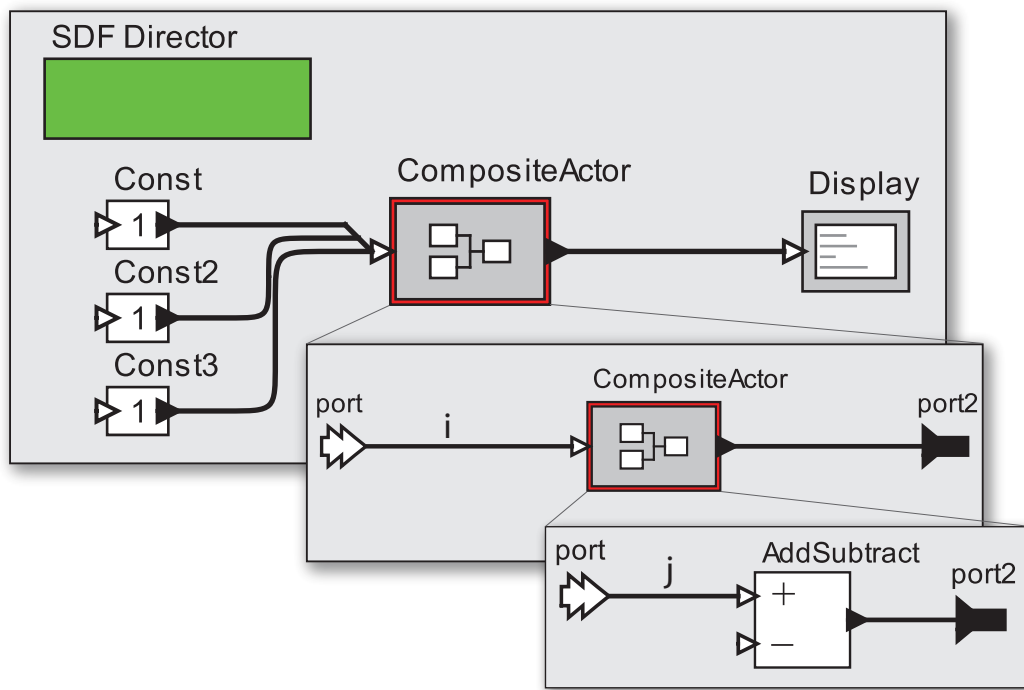 SDF Director
Const
1
Const2
1
Const3
1
CompositeActor
Display
port
i
CompositeActor
port2
port
j
AddSubtract
+
–
port2